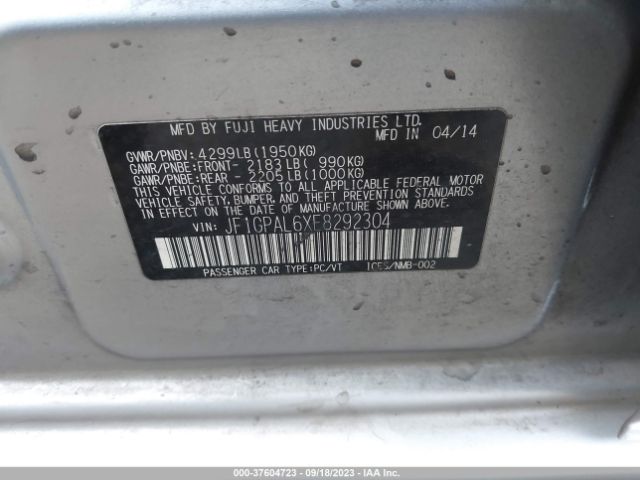 MFD BY FUJI HEAVY INDUSTRIES LTD.
MFD IN 04/14
GVWR/PNBV: 4299LB(1950KG)
GAWR/PNBE:FRONT- 2183LB( 990KG)
GAWR/PNBE:REAR - 2205LB(1000KG)
THIS VEHICLE CONFORMS TO ALL APPLICABLE FEDERAL MOTOR
VEHICLE SAFETY, BUMPER, AND THEFT PREVENTION STANDARDS
IN EFFECT ON THE DATE OF MANUFACTURE SHOWN ABOVE.
VIN: JF1GPAL6XE8292304
PASSENGER CAR TYPE:PC/VT ICES/NMB-002
000-37604723 - 09/18/2023 - IAAI.com